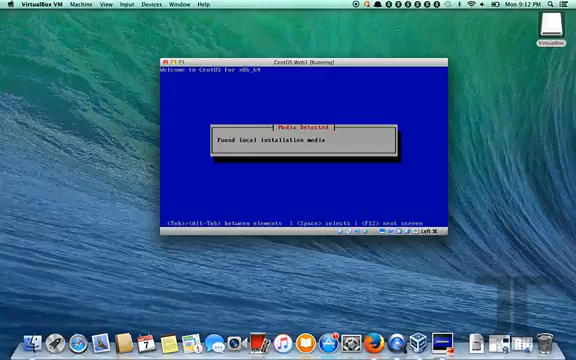 VirtualBox VM Machine View Input Devices Window Help
Mon 9:12 PM
VirtualBox
CentOS Web1 [Running]
Welcome to CentOS for x86_64
Media Detected
Found local installation media
<Tab>/<Alt-Tab> between elements | <Space> selects | <F12> next screen
Left ⌘
7